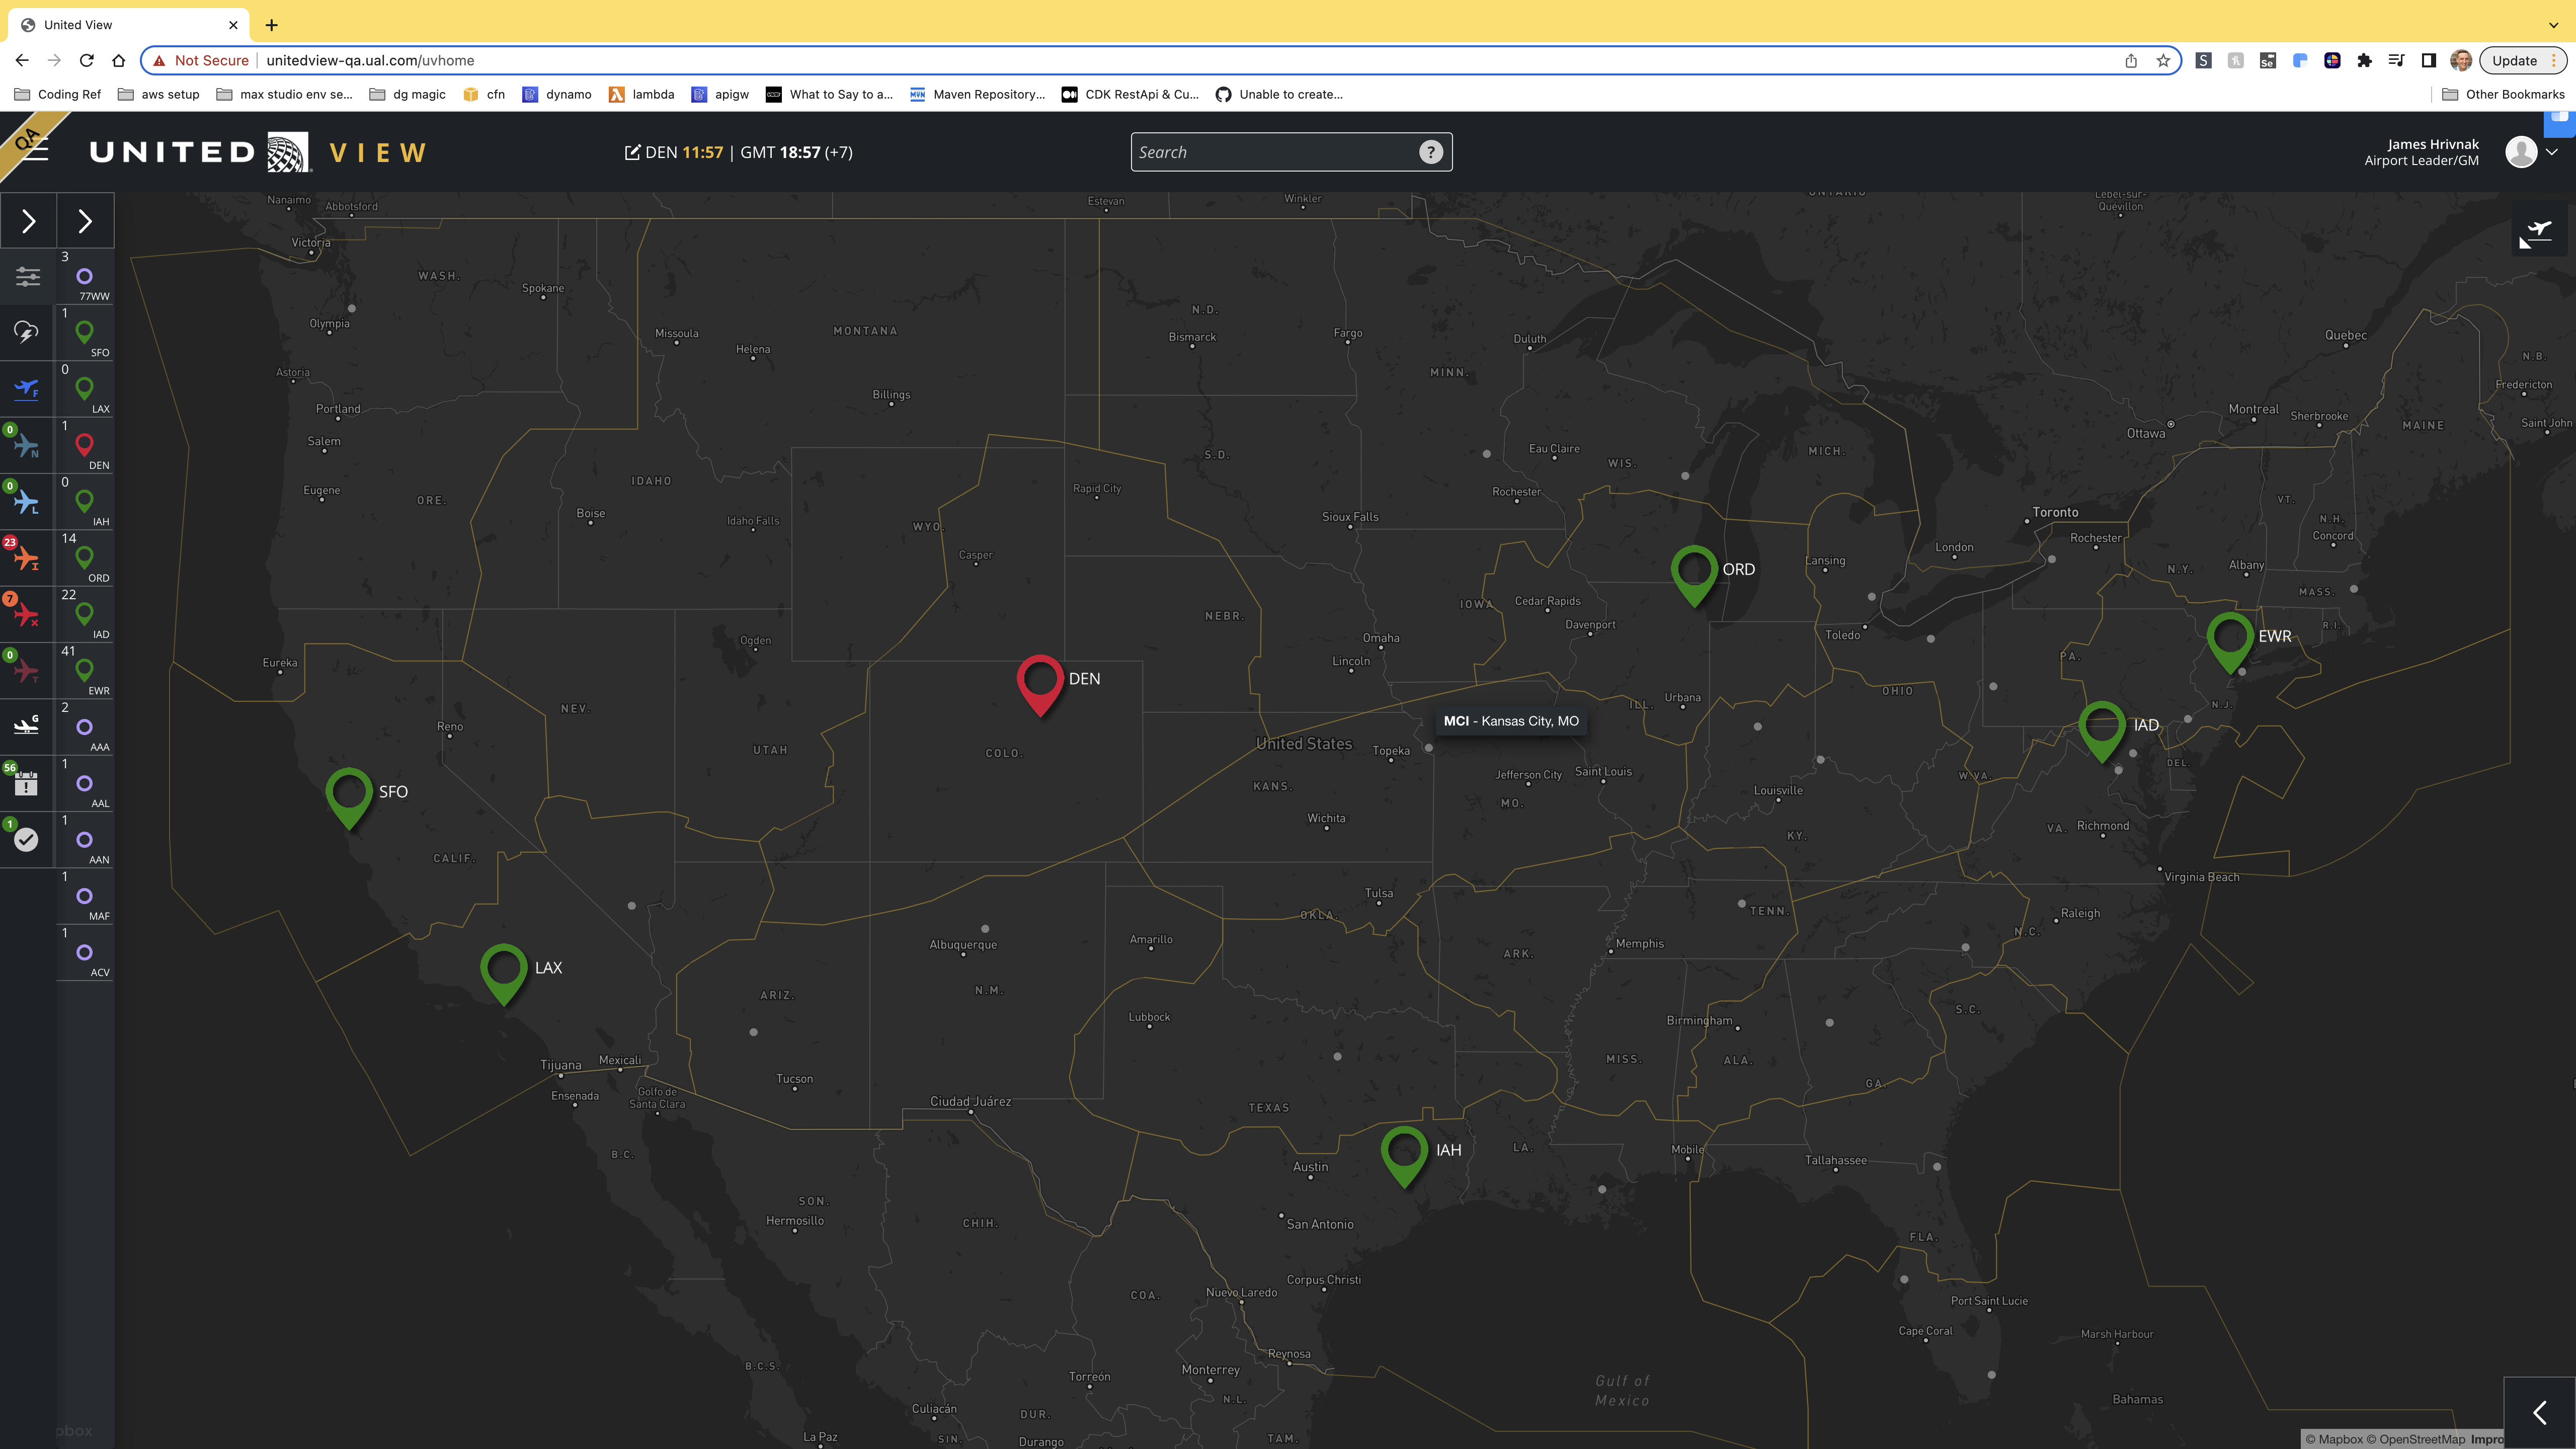 United View
Not Secure unitedview-qa.ual.com/uvhome
Update
Coding Ref aws setup max studio env se... dg magic cfn dynamo lambda apigw What to Say to a... Maven Repository... CDK RestApi & Cu... Unable to create... Other Bookmarks
QA
UNITED VIEW
DEN 11:57 | GMT 18:57 (+7)
Search ?
James Hrivnak
Airport Leader/GM
3
77WW
1
SFO
0
LAX
1
DEN
0
IAH
14
ORD
22
IAD
41
EWR
2
AAA
1
AAL
1
AAN
1
MAF
1
ACV
F
0
N
0
L
23
I
7
0
T
G
56
1
Nanaimo
Abbotsford
Victoria
Estevan
Winkler
ONTARIO
Lebel-sur-
Quévillon
WASH.
Spokane
Olympia
Astoria
Portland
Salem
Eugene
ORE.
Missoula
Helena
MONTANA
Billings
N.D.
Bismarck
Fargo
Duluth
MINN.
Quebec
N.B.
Fredericton
Saint John
MAINE
Montreal
Sherbrooke
Ottawa
IDAHO
Boise
Idaho Falls
WYO.
Casper
Rapid City
S.D.
Sioux Falls
Eau Claire
WIS.
Rochester
MICH.
Toronto
Rochester
VT.
N.H.
Concord
Albany
N.Y.
MASS.
R.I.
London
Lansing
ORD
IOWA
Cedar Rapids
Davenport
NEBR.
Omaha
Lincoln
Toledo
EWR
PA.
N.J.
Ogden
Eureka
DEN
NEV.
Reno
UTAH
COLO.
United States
Topeka
MCI - Kansas City, MO
ILL.
Urbana
OHIO
IAD
DEL.
SFO
KANS.
Jefferson City
Saint Louis
MO.
Wichita
W.VA.
Louisville
KY.
VA.
Richmond
Virginia Beach
CALIF.
Tulsa
OKLA.
TENN.
Raleigh
N.C.
Albuquerque
Amarillo
Memphis
ARK.
LAX
ARIZ.
N.M.
Lubbock
Birmingham
S.C.
MISS.
ALA.
GA.
Tijuana
Mexicali
Tucson
Ensenada
Golfo de
Santa Clara
Ciudad Juárez
TEXAS
IAH
LA.
Mobile
Tallahassee
B.C.
Austin
SON.
Hermosillo
CHIH.
San Antonio
FLA.
Corpus Christi
COA.
Nuevo Laredo
Port Saint Lucie
Cape Coral
Marsh Harbour
Reynosa
B.C.S.
Torreón
Monterrey
N.L.
Gulf of
Mexico
Bahamas
Culiacán
DUR.
La Paz
SIN.
Durango
TAM.
pbox
© Mapbox © OpenStreetMap Impro